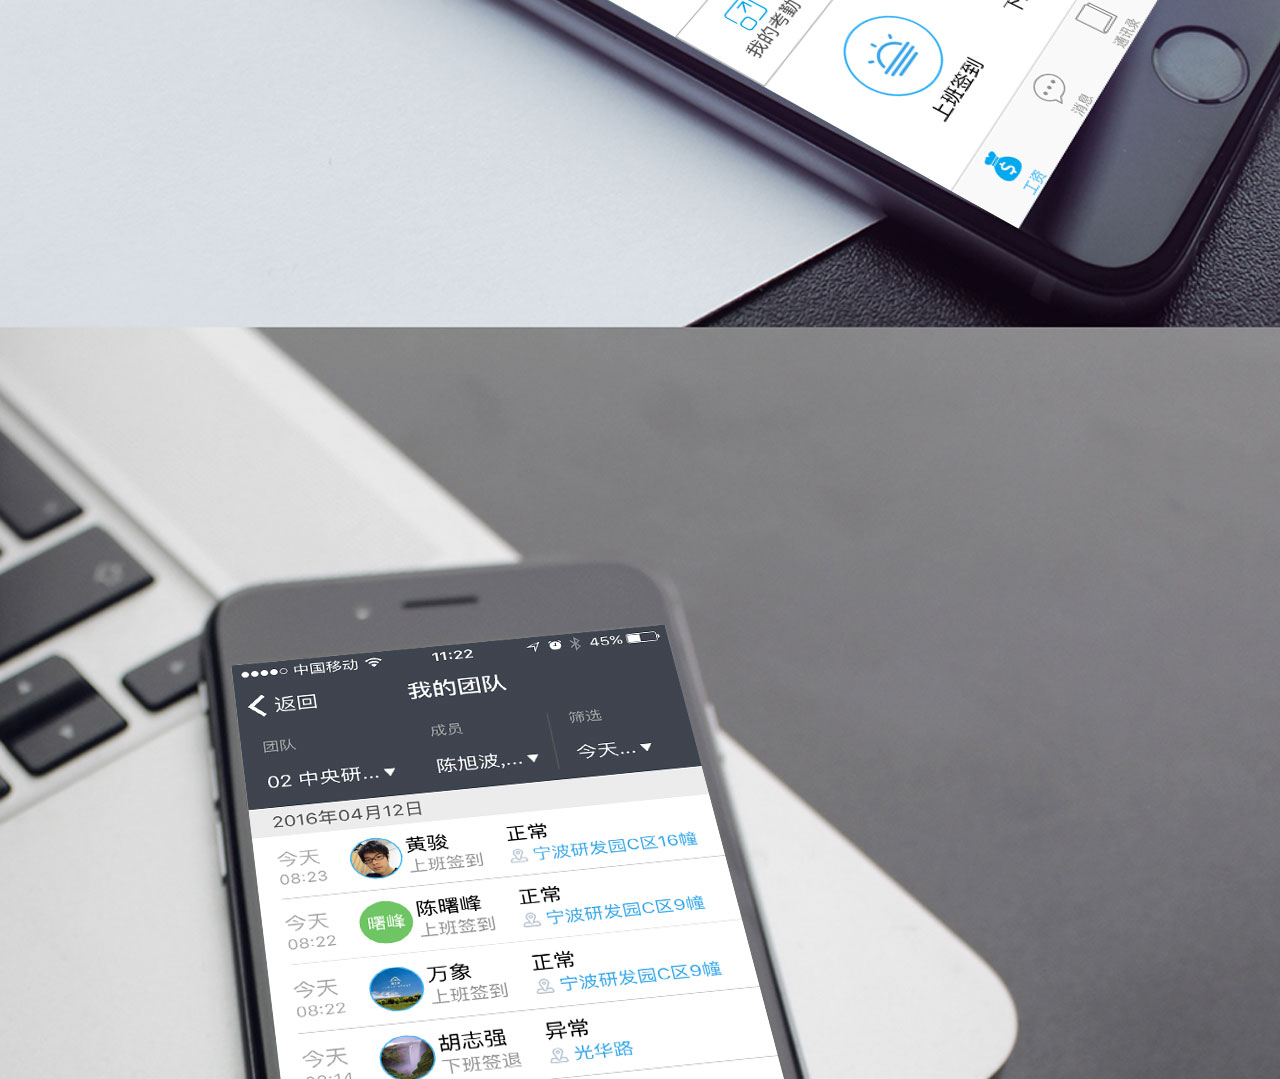 我的考勤
下
上班签到
通讯录
消息
工资
中国移动
11:22
45%
返回
我的团队
团队
成员
筛选
02 中央研...
陈旭波,...
今天...
2016年04月12日
今天
08:23
黄骏
上班签到
正常
宁波研发园C区16幢
今天
08:22
曙峰
陈曙峰
上班签到
正常
宁波研发园C区9幢
今天
08:22
万象
上班签到
正常
宁波研发园C区9幢
今天
08:14
胡志强
下班签退
异常
光华路